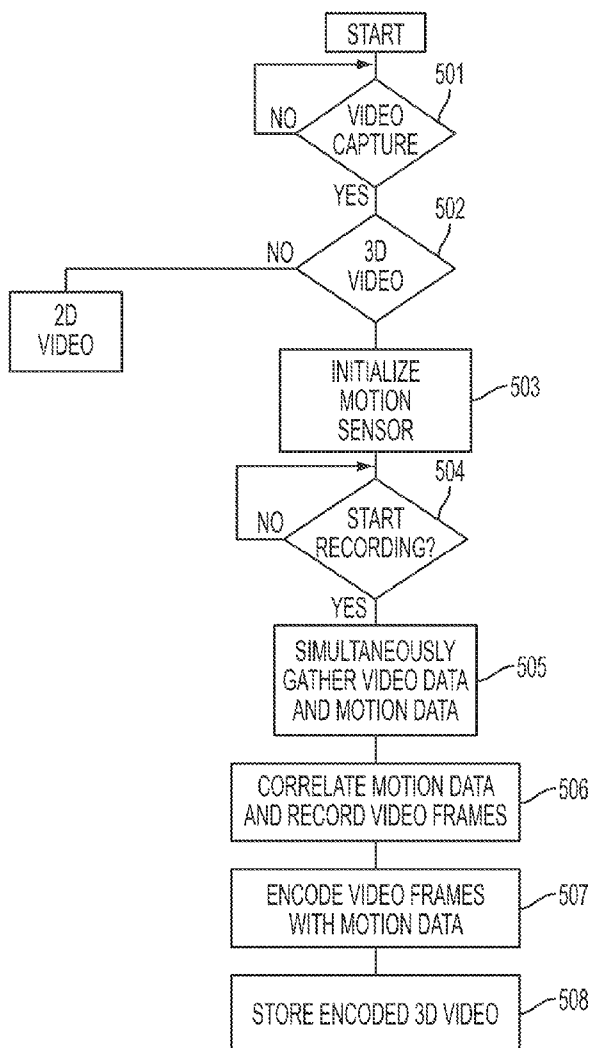 START
501
VIDEO
CAPTURE
NO
YES
502
3D
VIDEO
NO
2D
VIDEO
INITIALIZE
MOTION
SENSOR
503
504
START
RECORDING?
NO
YES
SIMULTANEOUSLY
GATHER VIDEO DATA
AND MOTION DATA
505
CORRELATE MOTION DATA
AND RECORD VIDEO FRAMES
506
ENCODE VIDEO FRAMES
WITH MOTION DATA
507
STORE ENCODED 3D VIDEO
508